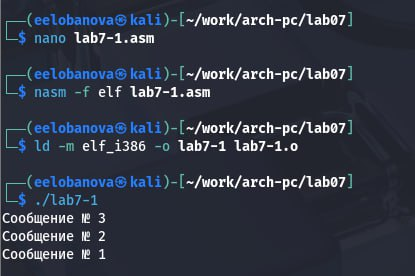 ┌──(eelobanova㉿kali)-[~/work/arch-pc/lab07]
└─$ nano lab7-1.asm
┌──(eelobanova㉿kali)-[~/work/arch-pc/lab07]
└─$ nasm -f elf lab7-1.asm
┌──(eelobanova㉿kali)-[~/work/arch-pc/lab07]
└─$ ld -m elf_i386 -o lab7-1 lab7-1.o
┌──(eelobanova㉿kali)-[~/work/arch-pc/lab07]
└─$ ./lab7-1
Сообщение № 3
Сообщение № 2
Сообщение № 1